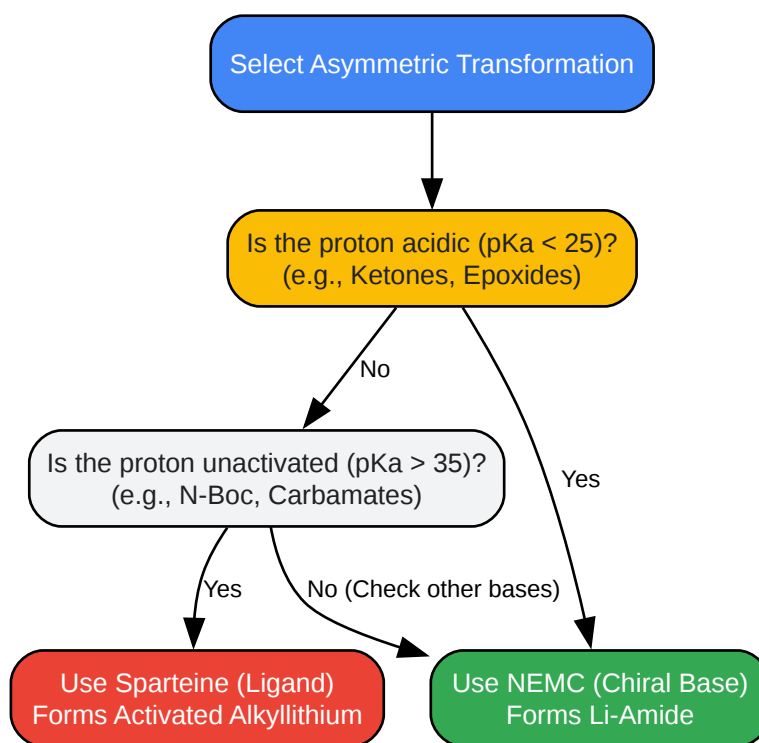 Select Asymmetric Transformation
Is the proton acidic (pKa < 25)?
(e.g., Ketones, Epoxides)
No
Is the proton unactivated (pKa > 35)?
(e.g., N-Boc, Carbamates)
Yes
Yes
No (Check other bases)
Use Sparteine (Ligand)
Forms Activated Alkyllithium
Use NEMC (Chiral Base)
Forms Li-Amide